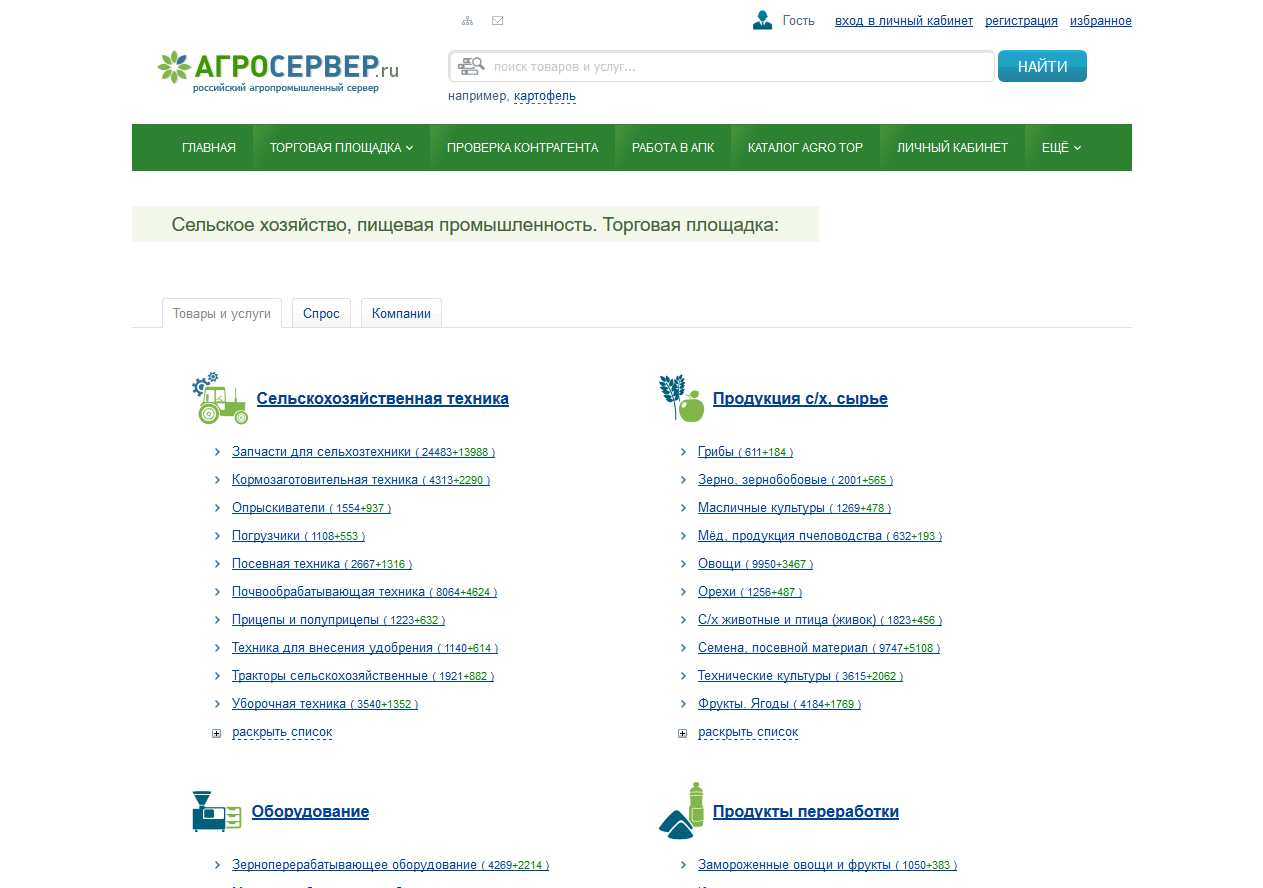 Гость вход в личный кабинет регистрация избранное
АГРОСЕРВЕР.ru
российский агропромышленный сервер
поиск товаров и услуг...
НАЙТИ
например, картофель
ГЛАВНАЯ ТОРГОВАЯ ПЛОЩАДКА ПРОВЕРКА КОНТРАГЕНТА РАБОТА В АПК КАТАЛОГ AGRO TOP ЛИЧНЫЙ КАБИНЕТ ЕЩЁ
Сельское хозяйство, пищевая промышленность. Торговая площадка:
Товары и услуги Спрос Компании
Сельскохозяйственная техника
Запчасти для сельхозтехники ( 24483+13988 )
Кормозаготовительная техника ( 4313+2290 )
Опрыскиватели ( 1554+937 )
Погрузчики ( 1108+553 )
Посевная техника ( 2667+1316 )
Почвообрабатывающая техника ( 8064+4624 )
Прицепы и полуприцепы ( 1223+632 )
Техника для внесения удобрения ( 1140+614 )
Тракторы сельскохозяйственные ( 1921+882 )
Уборочная техника ( 3540+1352 )
раскрыть список
Продукция с/х, сырье
Грибы ( 611+184 )
Зерно, зернобобовые ( 2001+565 )
Масличные культуры ( 1269+478 )
Мёд, продукция пчеловодства ( 632+193 )
Овощи ( 9950+3467 )
Орехи ( 1256+487 )
С/х животные и птица (живок) ( 1823+456 )
Семена, посевной материал ( 9747+5108 )
Технические культуры ( 3615+2062 )
Фрукты. Ягоды ( 4184+1769 )
раскрыть список
Оборудование
Зерноперерабатывающее оборудование ( 4269+2214 )
Продукты переработки
Замороженные овощи и фрукты ( 1050+383 )